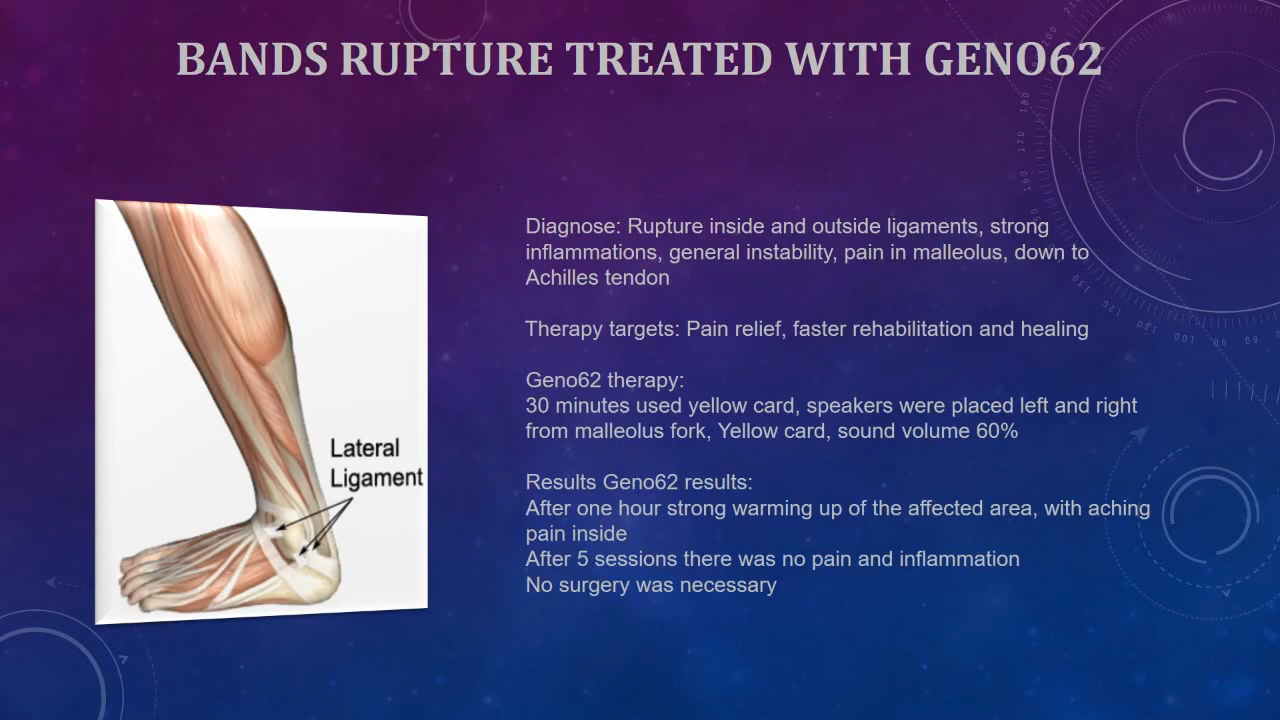 BANDS RUPTURE TREATED WITH GENO62
Diagnose: Rupture inside and outside ligaments, strong
inflammations, general instability, pain in malleolus, down to
Achilles tendon
Therapy targets: Pain relief, faster rehabilitation and healing
Geno62 therapy:
30 minutes used yellow card, speakers were placed left and right
from malleolus fork, Yellow card, sound volume 60%
Results Geno62 results:
After one hour strong warming up of the affected area, with aching
pain inside
After 5 sessions there was no pain and inflammation
No surgery was necessary
Lateral
Ligament